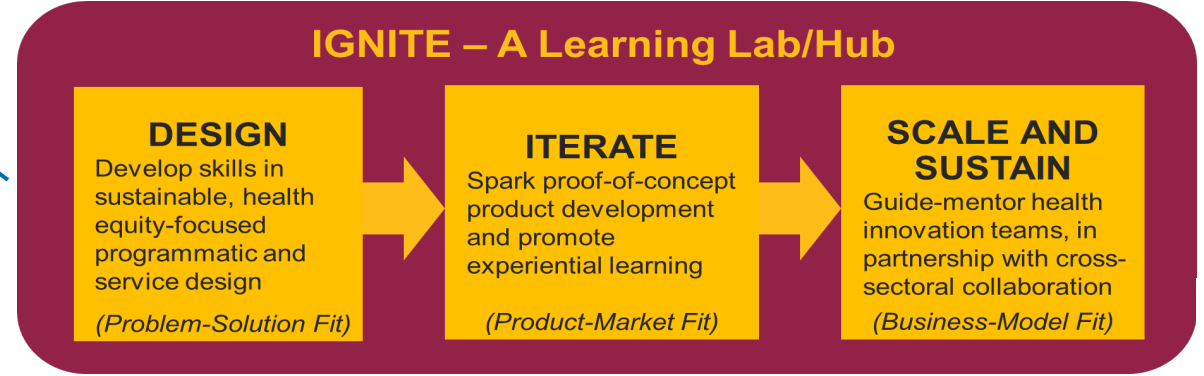 IGNITE – A Learning Lab/Hub
DESIGN
Develop skills in
sustainable, health
equity-focused
programmatic and
service design
(Problem-Solution Fit)
ITERATE
Spark proof-of-concept
product development
and promote
experiential learning
(Product-Market Fit)
SCALE AND
SUSTAIN
Guide-mentor health
innovation teams, in
partnership with cross-
sectoral collaboration
(Business-Model Fit)